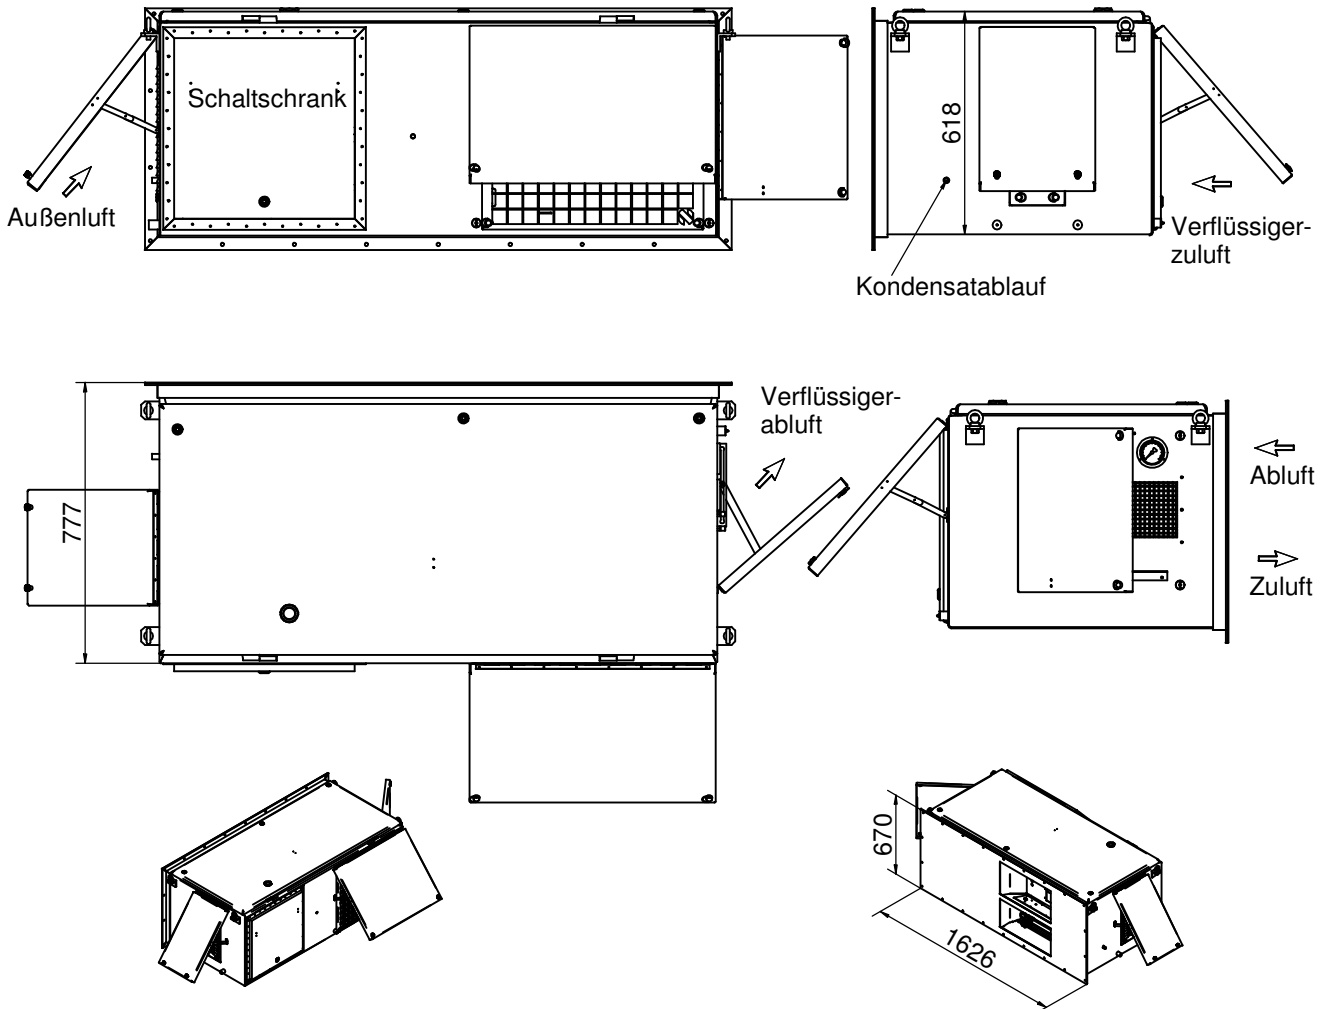 Schaltschrank
Außenluft
618
Verflüssiger-
zuluft
Kondensatablauf
777
Verflüssiger-
abluft
Abluft
Zuluft
670
1626